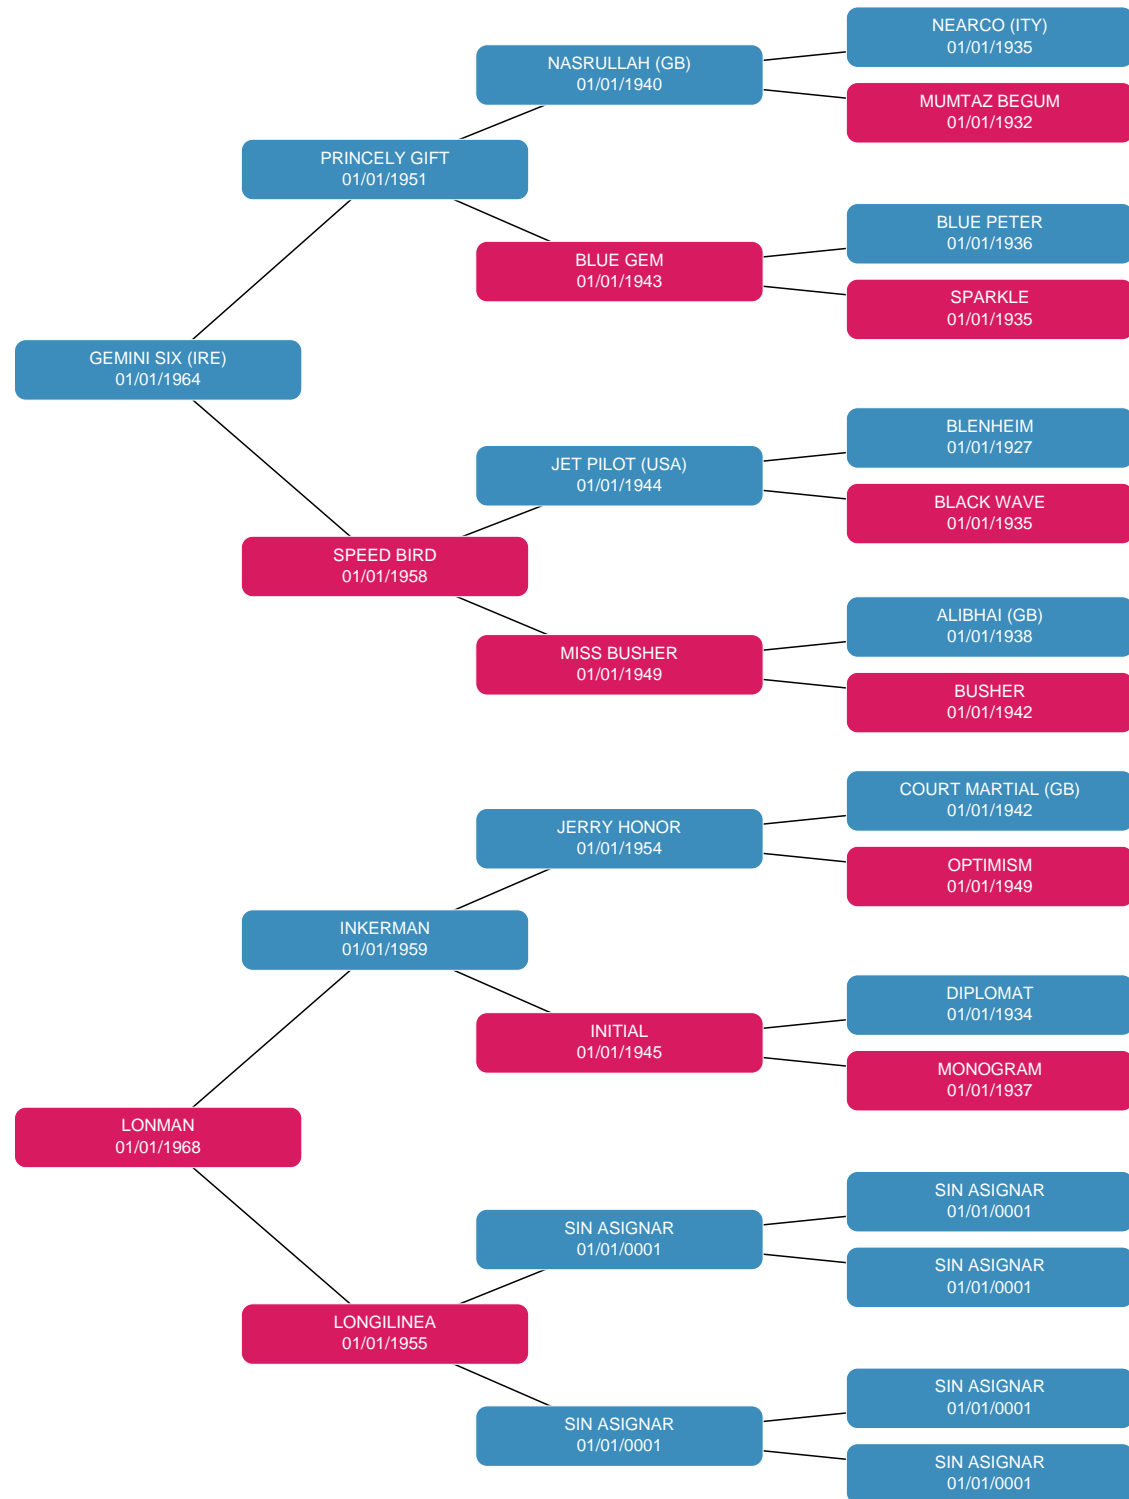 NEARCO (ITY)
01/01/1935
NASRULLAH (GB)
01/01/1940
MUMTAZ BEGUM
01/01/1932
PRINCELY GIFT
01/01/1951
BLUE PETER
01/01/1936
BLUE GEM
01/01/1943
SPARKLE
01/01/1935
GEMINI SIX (IRE)
01/01/1964
BLENHEIM
01/01/1927
JET PILOT (USA)
01/01/1944
BLACK WAVE
01/01/1935
SPEED BIRD
01/01/1958
ALIBHAI (GB)
01/01/1938
MISS BUSHER
01/01/1949
BUSHER
01/01/1942
COURT MARTIAL (GB)
01/01/1942
JERRY HONOR
01/01/1954
OPTIMISM
01/01/1949
INKERMAN
01/01/1959
DIPLOMAT
01/01/1934
INITIAL
01/01/1945
MONOGRAM
01/01/1937
LONMAN
01/01/1968
SIN ASIGNAR
01/01/0001
SIN ASIGNAR
01/01/0001
SIN ASIGNAR
01/01/0001
LONGILINEA
01/01/1955
SIN ASIGNAR
01/01/0001
SIN ASIGNAR
01/01/0001
SIN ASIGNAR
01/01/0001